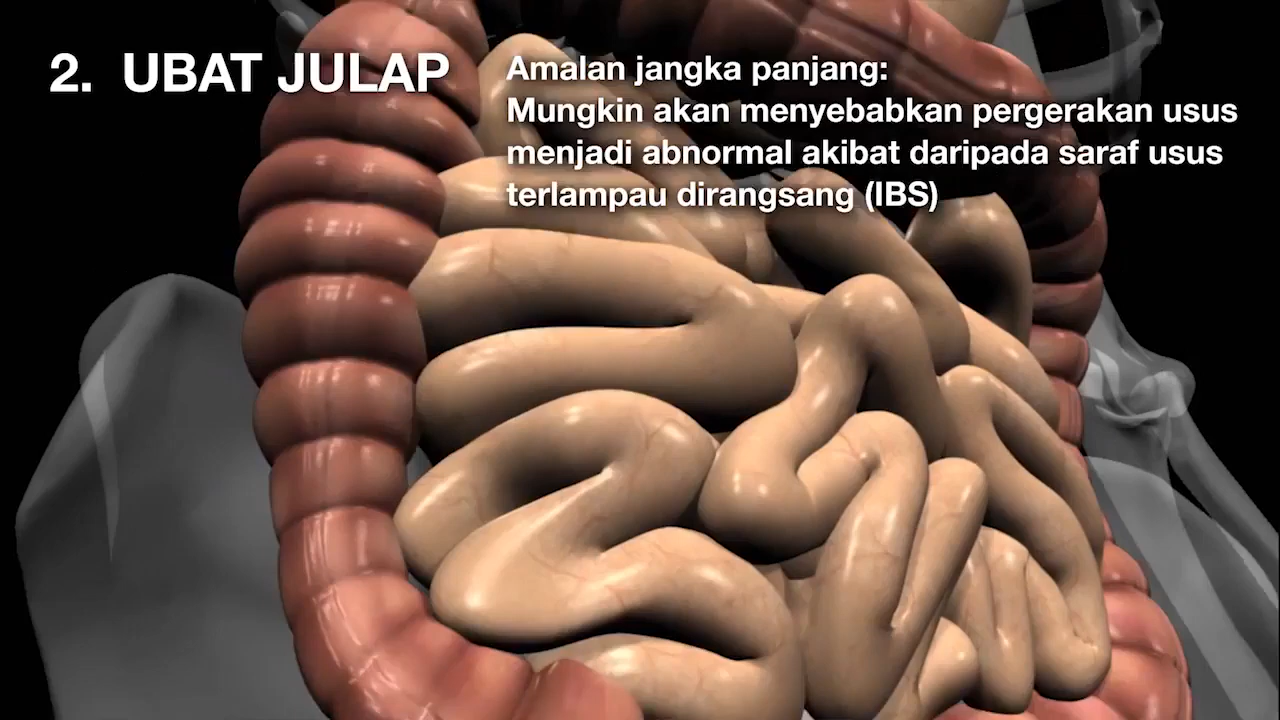 2. UBAT JULAP
Amalan jangka panjang:
Mungkin akan menyebabkan pergerakan usus
menjadi abnormal akibat daripada saraf usus
terlampau dirangsang (IBS)